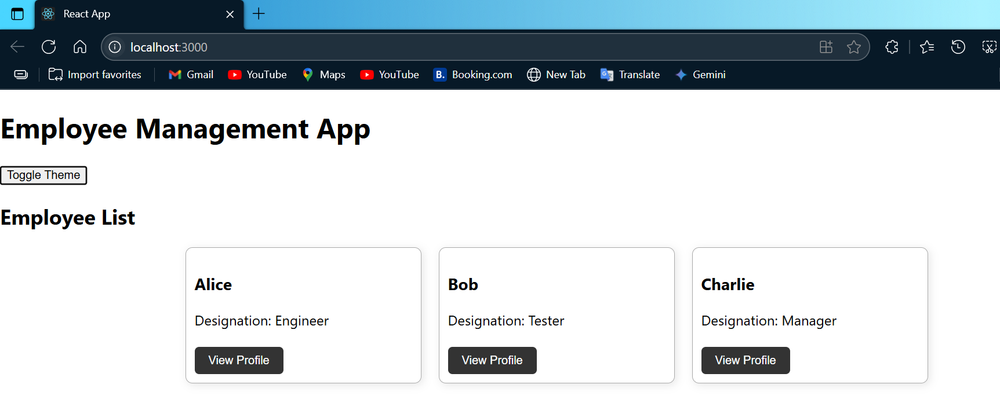 React App
localhost:3000
Import favorites Gmail YouTube Maps YouTube B. Booking.com New Tab Translate Gemini
Employee Management App
Toggle Theme
Employee List
Alice Bob Charlie
Designation: Engineer Designation: Tester Designation: Manager
View Profile View Profile View Profile